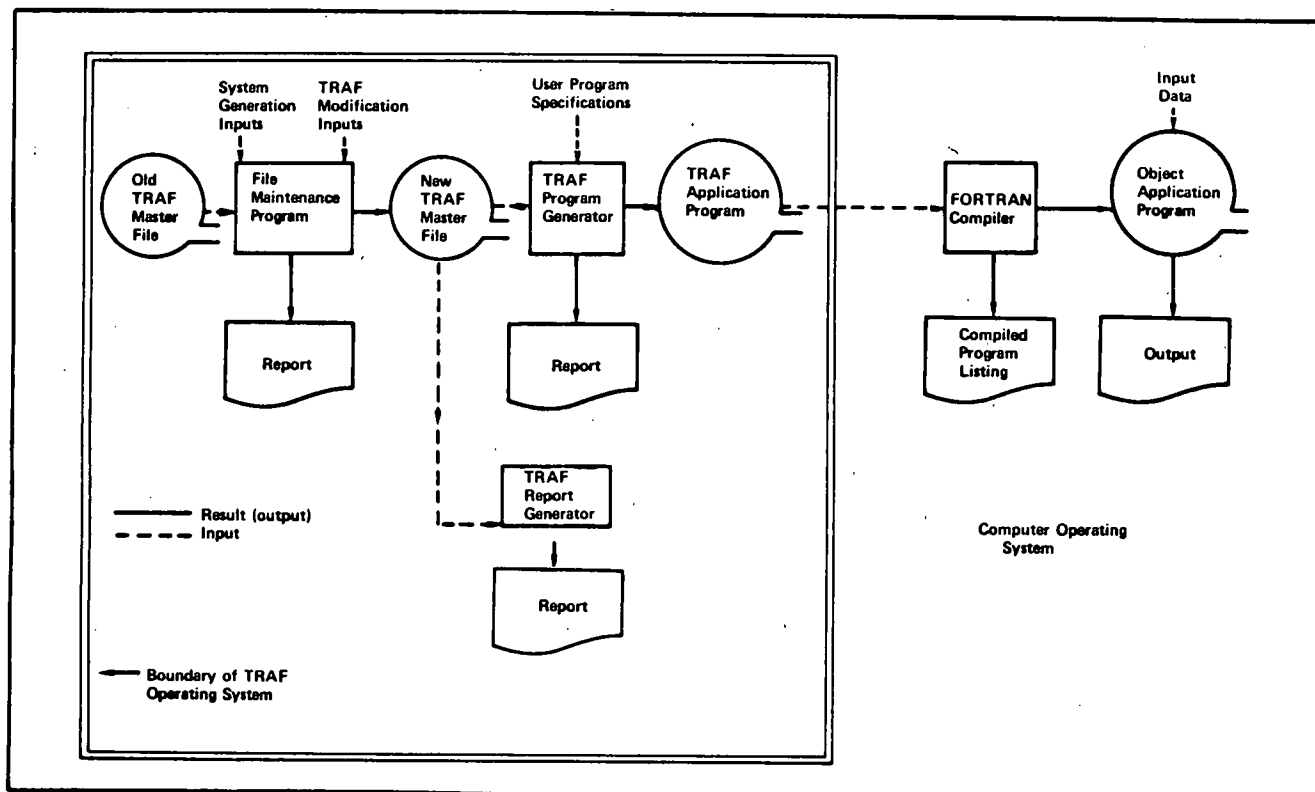 System
Generation
Inputs
TRAF
Modification
Inputs
User Program
Specifications
Input
Data
Old
TRAF
Master
File
File
Maintenance
Program
New
TRAF
Master
File
TRAF
Program
Generator
TRAF
Application
Program
FORTRAN
Compiler
Object
Application
Program
Report
Report
Compiled
Program
Listing
Output
TRAF
Report
Generator
Result (output)
Input
Computer Operating
System
Report
Boundary of TRAF
Operating System